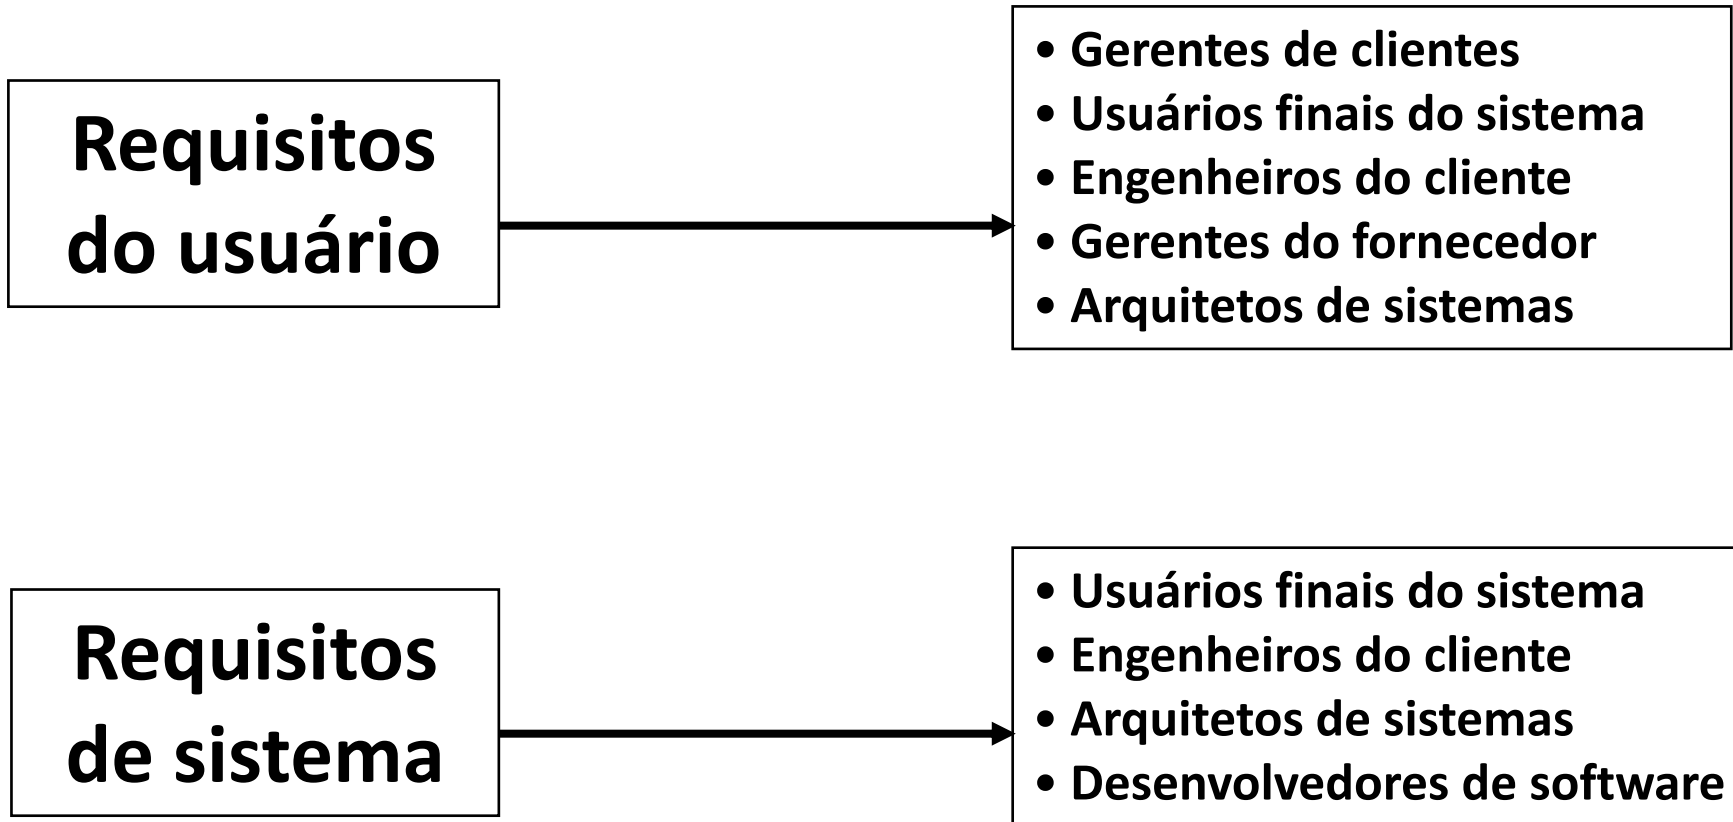 Requisitos
do usuário
• Gerentes de clientes
• Usuários finais do sistema
• Engenheiros do cliente
• Gerentes do fornecedor
• Arquitetos de sistemas
Requisitos
de sistema
• Usuários finais do sistema
• Engenheiros do cliente
• Arquitetos de sistemas
• Desenvolvedores de software